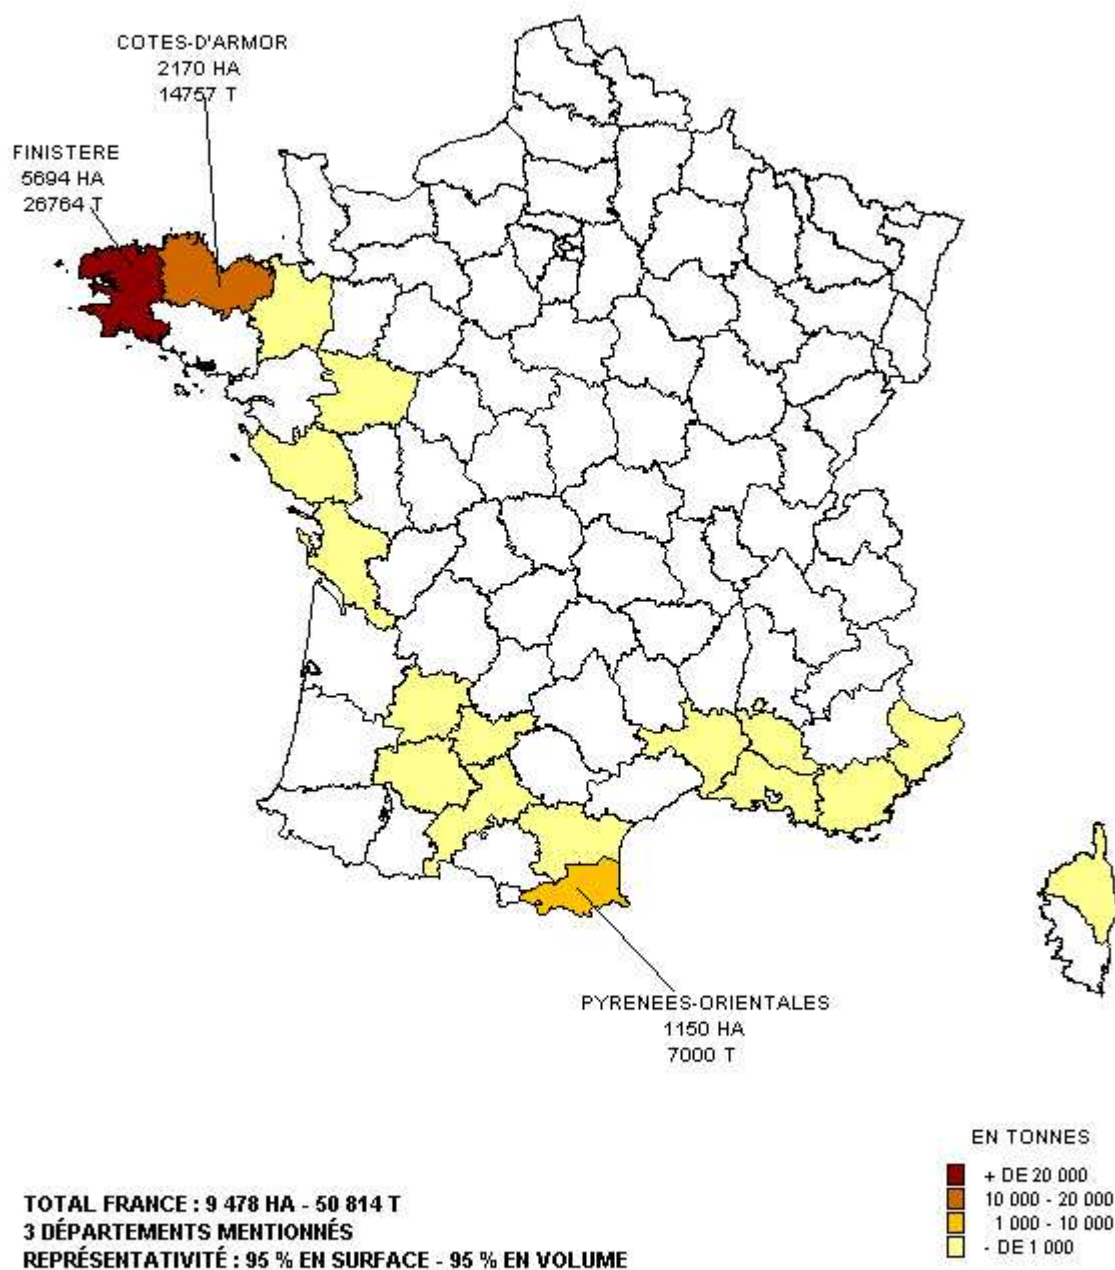 COTES-D'ARMOR
2170 HA
14757 T
FINISTERE
5694 HA
26764 T
PYRENEES-ORIENTALES
1150 HA
7000 T
EN TONNES
+ DE 20 000
10 000 - 20 000
1 000 - 10 000
- DE 1 000
TOTAL FRANCE : 9 478 HA - 50 814 T
3 DÉPARTEMENTS MENTIONNÉS
REPRÉSENTATIVITÉ : 95 % EN SURFACE - 95 % EN VOLUME